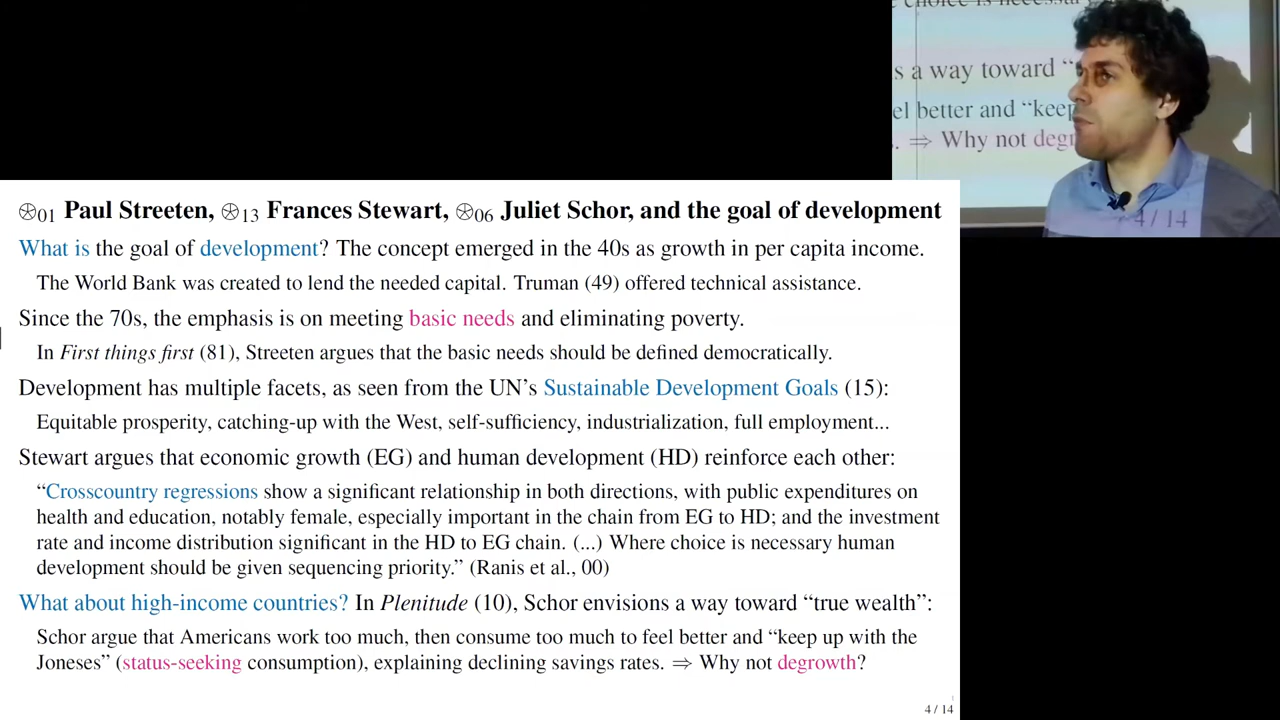 choice is necessary
s a way toward "
el better and "keep
. ⇒ Why not degr
4 / 14
⊛01 Paul Streeten, ⊛13 Frances Stewart, ⊛06 Juliet Schor, and the goal of development
What is the goal of development? The concept emerged in the 40s as growth in per capita income.
The World Bank was created to lend the needed capital. Truman (49) offered technical assistance.
Since the 70s, the emphasis is on meeting basic needs and eliminating poverty.
In First things first (81), Streeten argues that the basic needs should be defined democratically.
Development has multiple facets, as seen from the UN's Sustainable Development Goals (15):
Equitable prosperity, catching-up with the West, self-sufficiency, industrialization, full employment...
Stewart argues that economic growth (EG) and human development (HD) reinforce each other:
"Crosscountry regressions show a significant relationship in both directions, with public expenditures on
health and education, notably female, especially important in the chain from EG to HD; and the investment
rate and income distribution significant in the HD to EG chain. (...) Where choice is necessary human
development should be given sequencing priority." (Ranis et al., 00)
What about high-income countries? In Plenitude (10), Schor envisions a way toward "true wealth":
Schor argue that Americans work too much, then consume too much to feel better and "keep up with the
Joneses" (status-seeking consumption), explaining declining savings rates. ⇒ Why not degrowth?
4 / 14